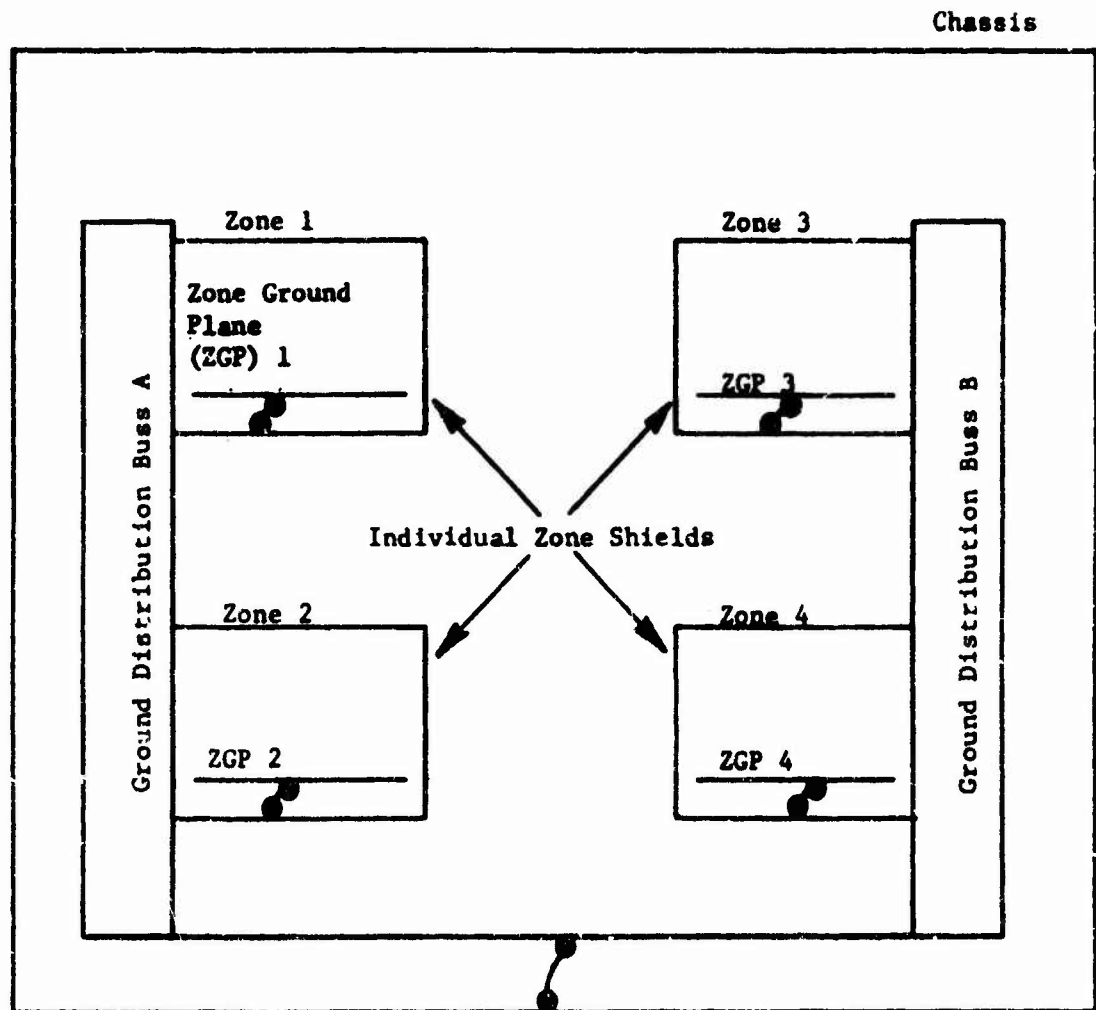 Chassis
Zone 1
Zone 3
Zone Ground
Plane
(ZGP) 1
ZGP 3
Ground Distribution Buss A
Ground Distribution Buss B
Individual Zone Shields
Zone 2
Zone 4
ZGP 2
ZGP 4